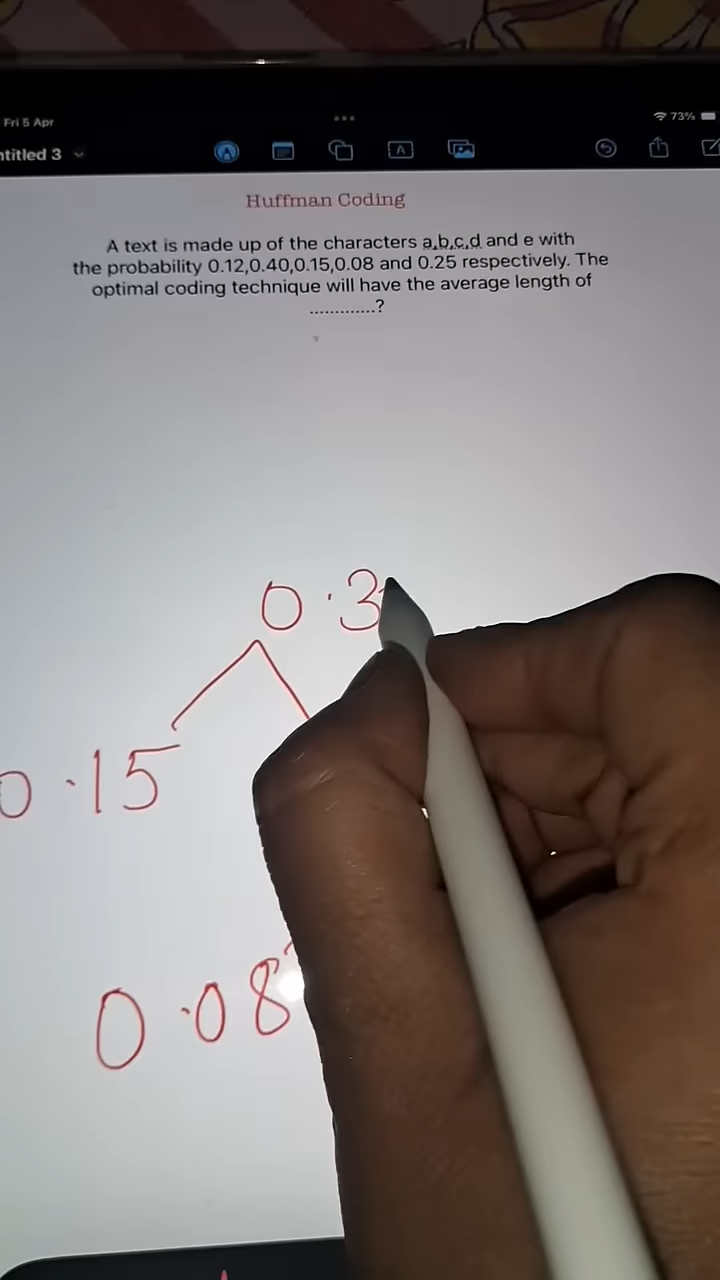 Fri 5 Apr
73%
ntitled 3
A
Huffman Coding
A text is made up of the characters a,b,c,d and e with
the probability 0.12,0.40,0.15,0.08 and 0.25 respectively. The
optimal coding technique will have the average length of
.............?
0.3
0.15
0.08